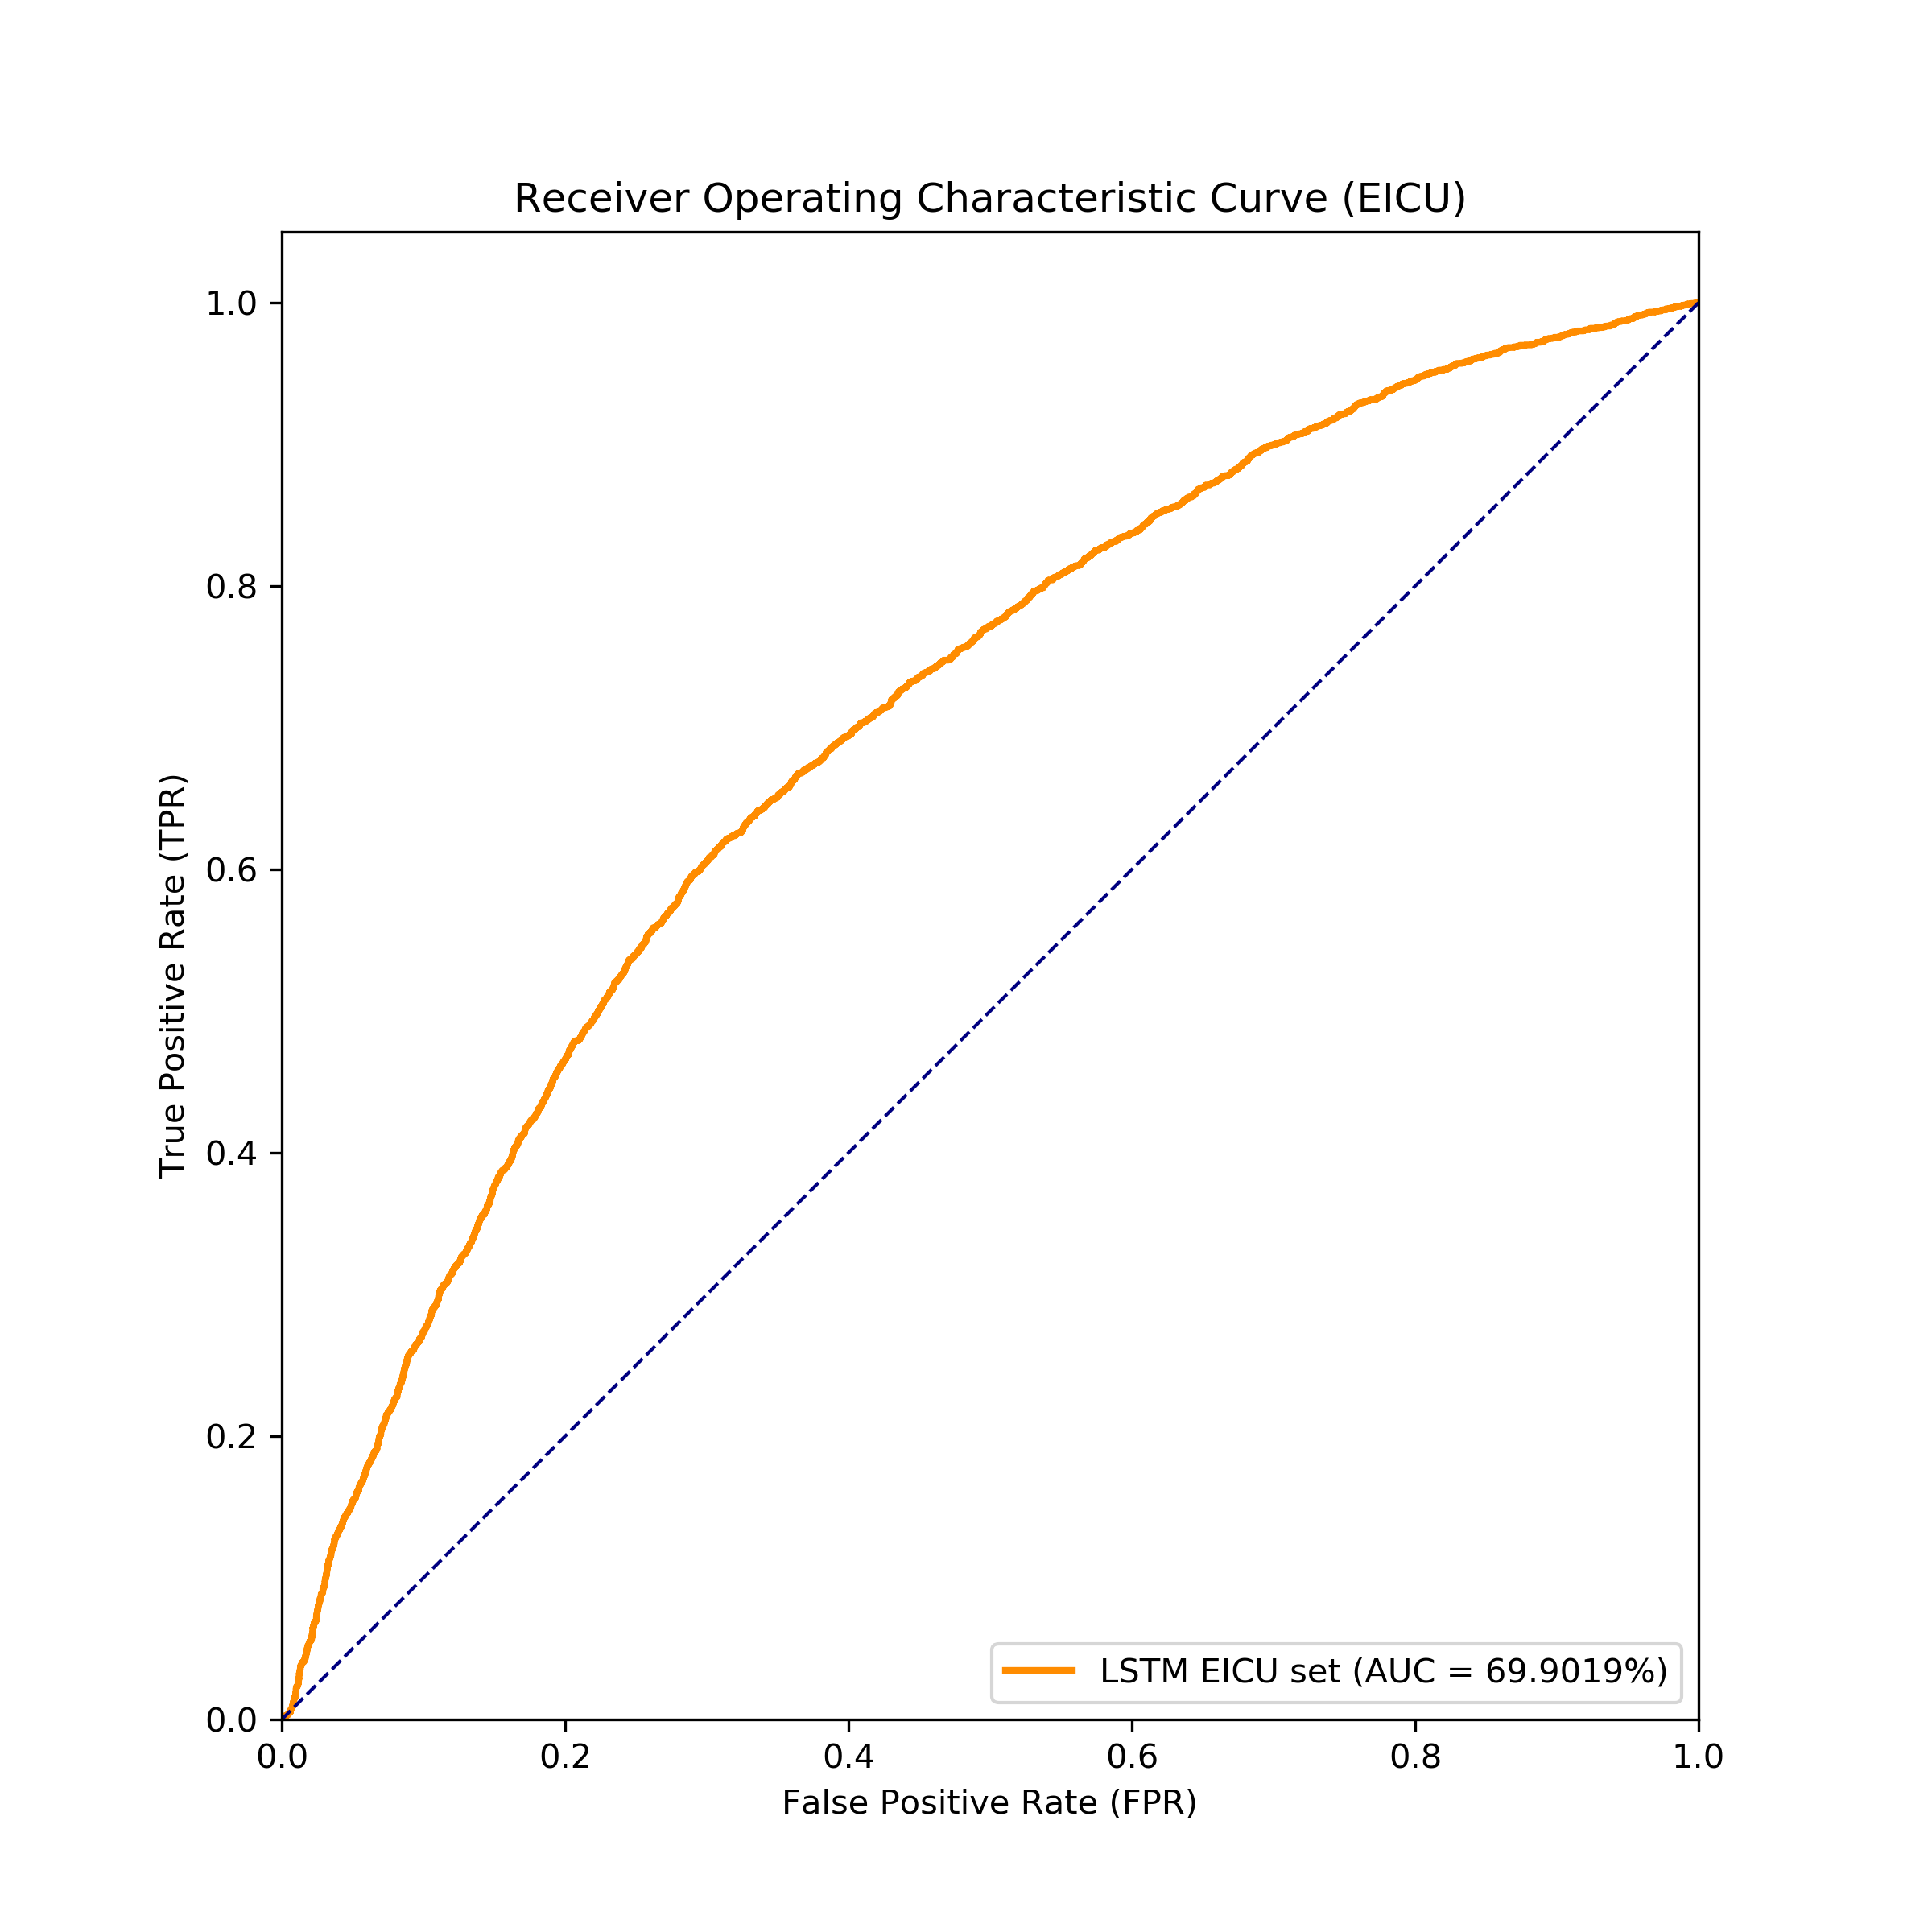 Receiver Operating Characteristic Curve (EICU)
1.0
0.8
0.6
0.4
0.2
0.0
True Positive Rate (TPR)
LSTM EICU set (AUC = 69.9019%)
0.0 0.2 0.4 0.6 0.8 1.0
False Positive Rate (FPR)